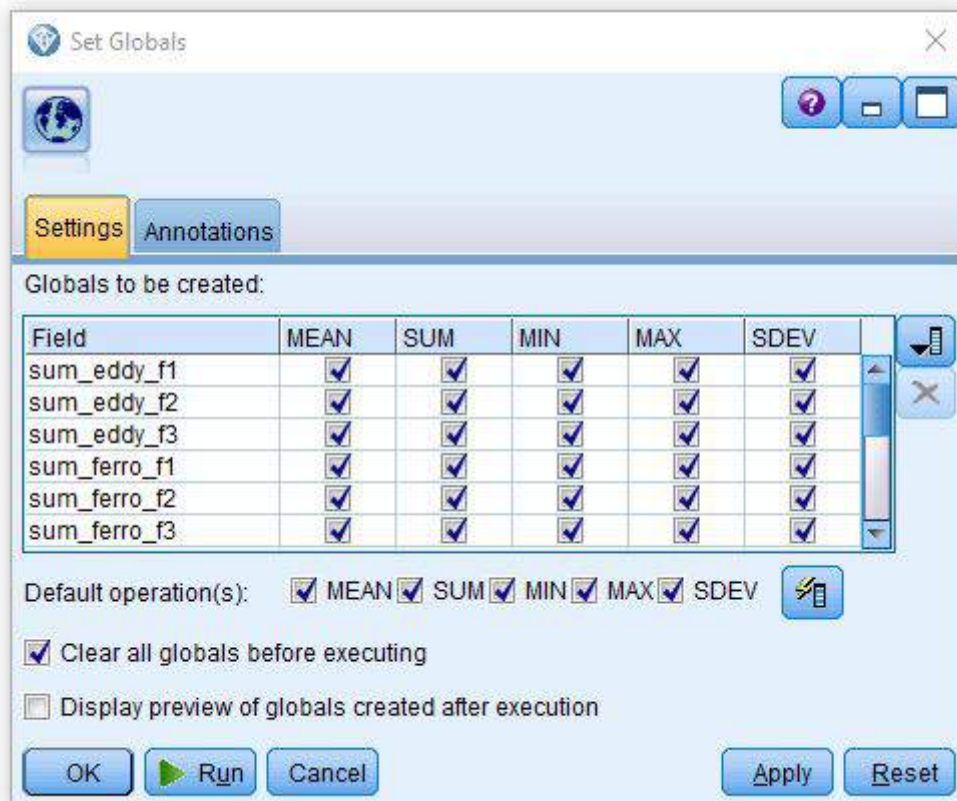 Set Globals
Settings Annotations
Globals to be created:
Field MEAN SUM MIN MAX SDEV
sum_eddy_f1
sum_eddy_f2
sum_eddy_f3
sum_ferro_f1
sum_ferro_f2
sum_ferro_f3
Default operation(s): MEAN SUM MIN MAX SDEV
Clear all globals before executing
Display preview of globals created after execution
OK Run Cancel Apply Reset